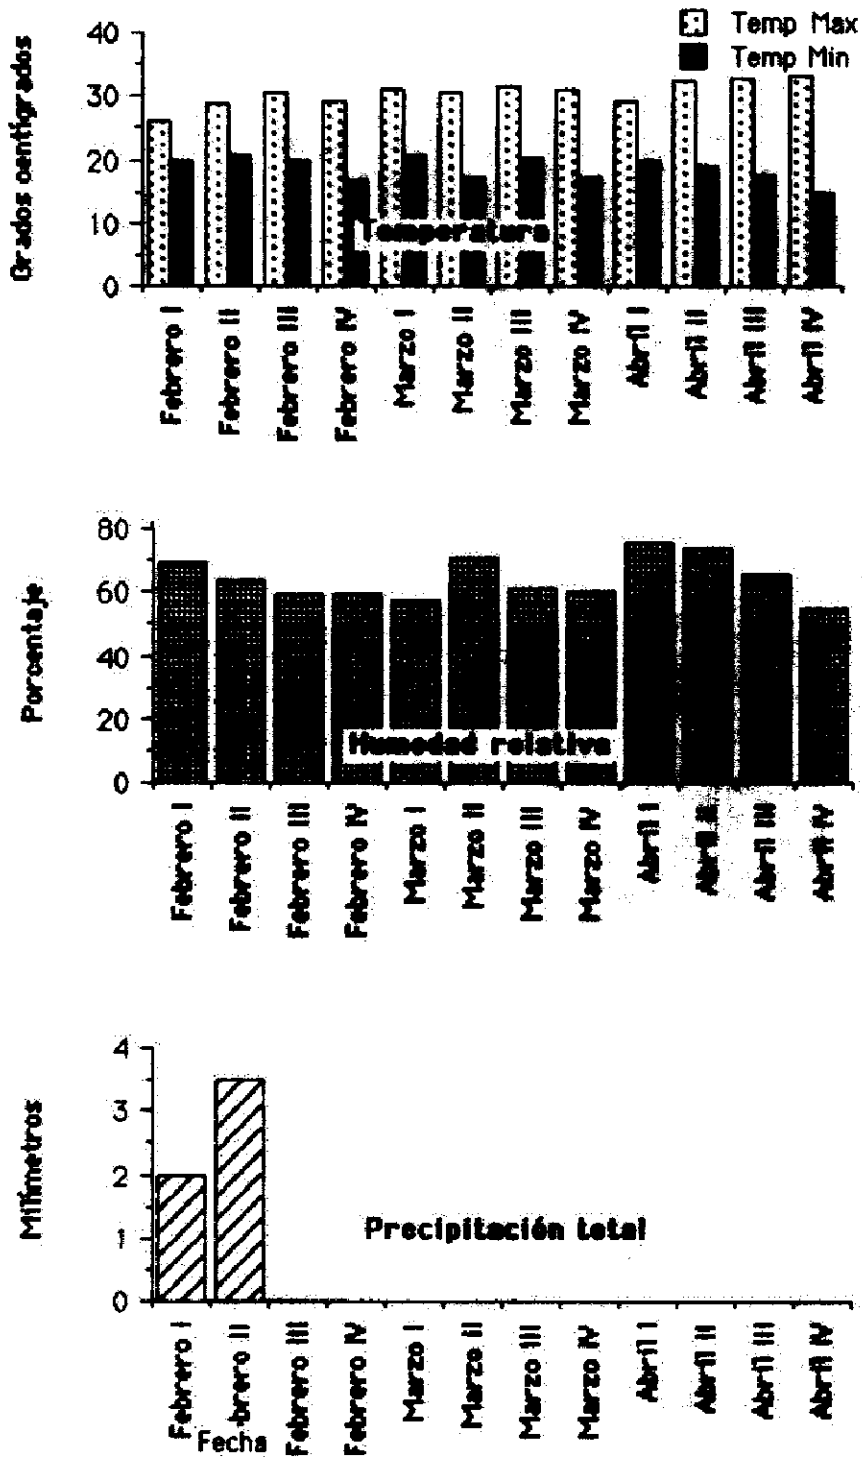 Temp Max
Temp Min
Grados centígrados
40
30
20
10
0
Temperatura
Febrero I
Febrero II
Febrero III
Febrero IV
Marzo I
Marzo II
Marzo III
Marzo IV
Abril I
Abril II
Abril III
Abril IV
Porcentaje
80
60
40
20
0
Humedad relativa
Febrero I
Febrero II
Febrero III
Febrero IV
Marzo I
Marzo II
Marzo III
Marzo IV
Abril I
Abril II
Abril III
Abril IV
Milímetros
4
3
2
1
0
Precipitación total
Febrero I
brero II
Febrero III
Febrero IV
Marzo I
Marzo II
Marzo III
Marzo IV
Abril I
Abril II
Abril III
Abril IV
Fecha